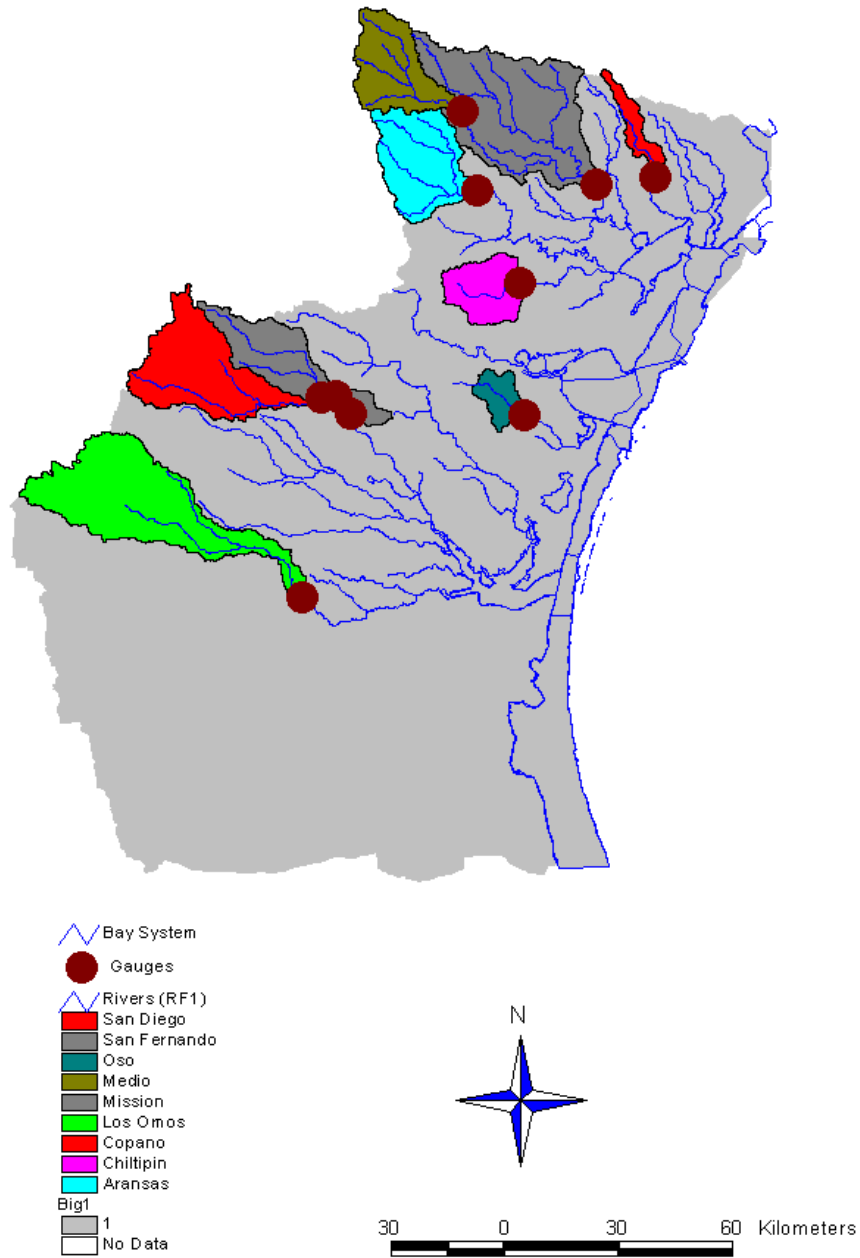 Bay System
Gauges
Rivers (RF1)
San Diego
San Fernando
Oso
Medio
Mission
Los Omos
Copano
Chiltipin
Aransas
Big1
1
No Data
N
30 0 30 60 Kilometers